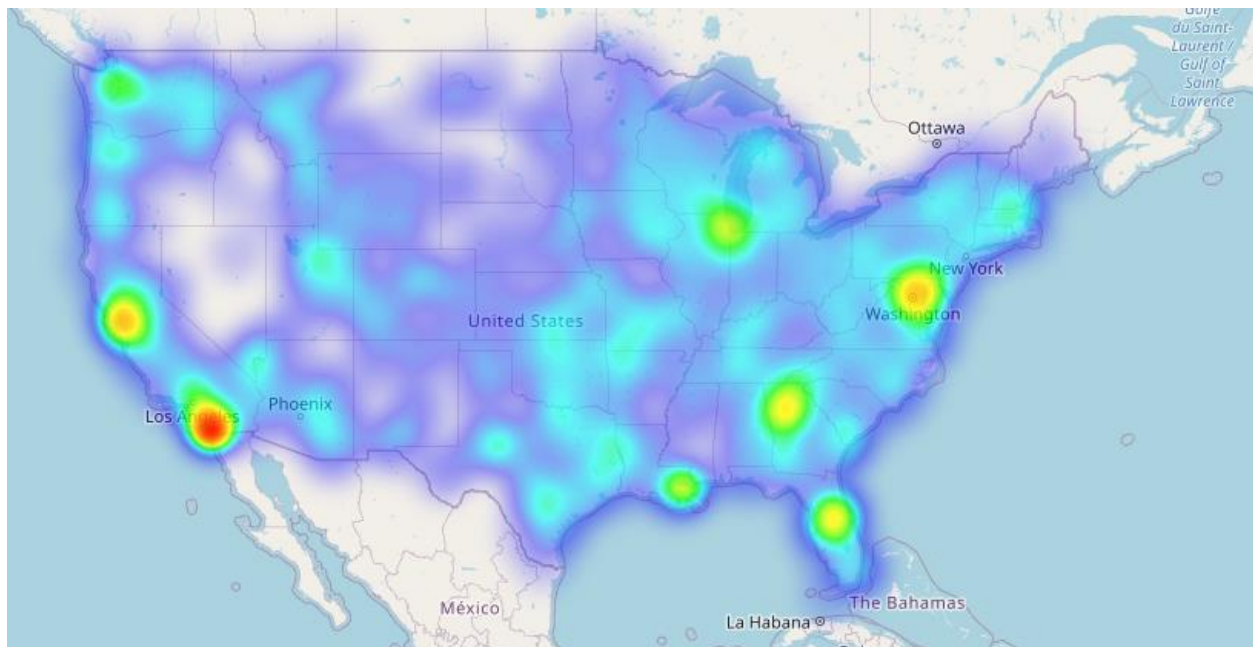 Golfe
du Saint-
Laurent /
Gulf of
Saint
Lawrence
Ottawa
New York
Washington
United States
Los Angeles
Phoenix
México
The Bahamas
La Habana